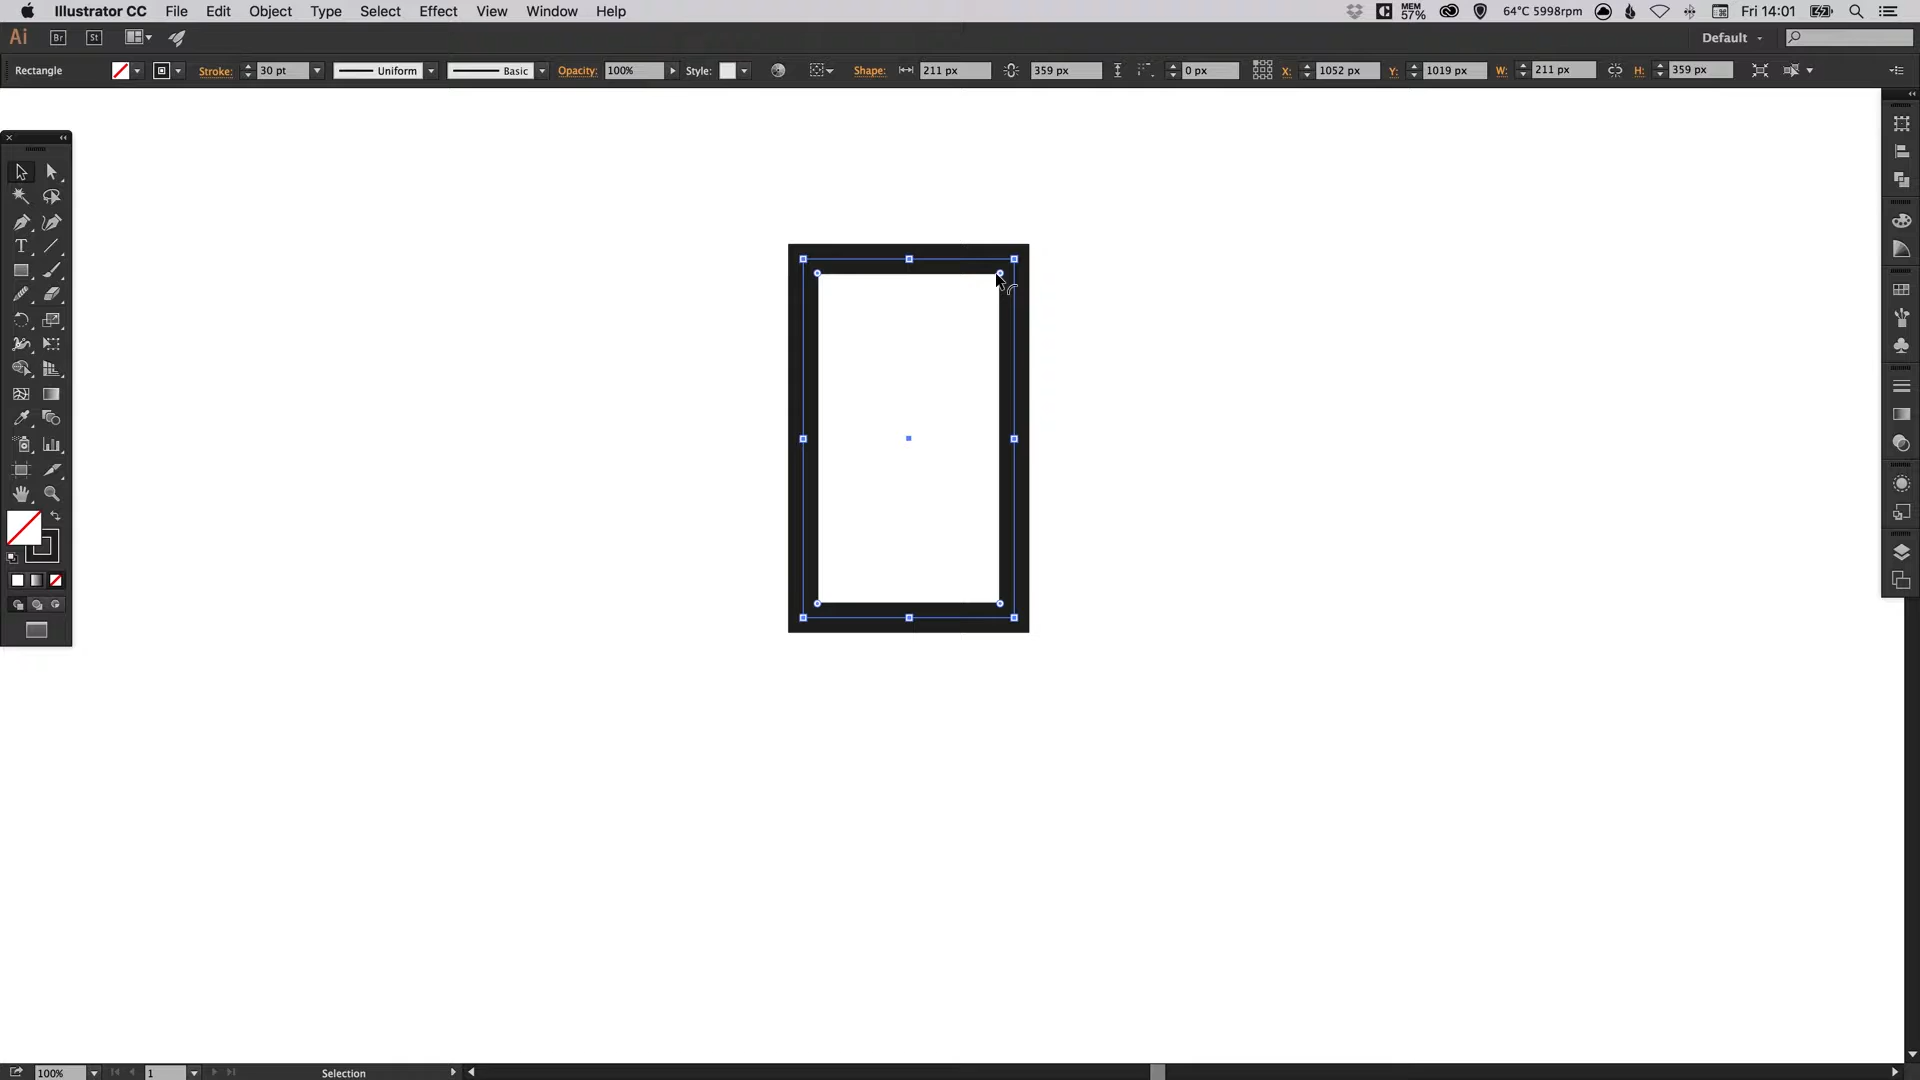 Illustrator CC File Edit Object Type Select Effect View Window Help MEM 57% 64°C 5998rpm Fri 14:01
Ai Br St Default
Rectangle Stroke: 30 pt Uniform Basic Opacity: 100% Style: Shape: 211 px 359 px 0 px X: 1052 px Y: 1019 px W: 211 px H: 359 px
T
100% 1 Selection